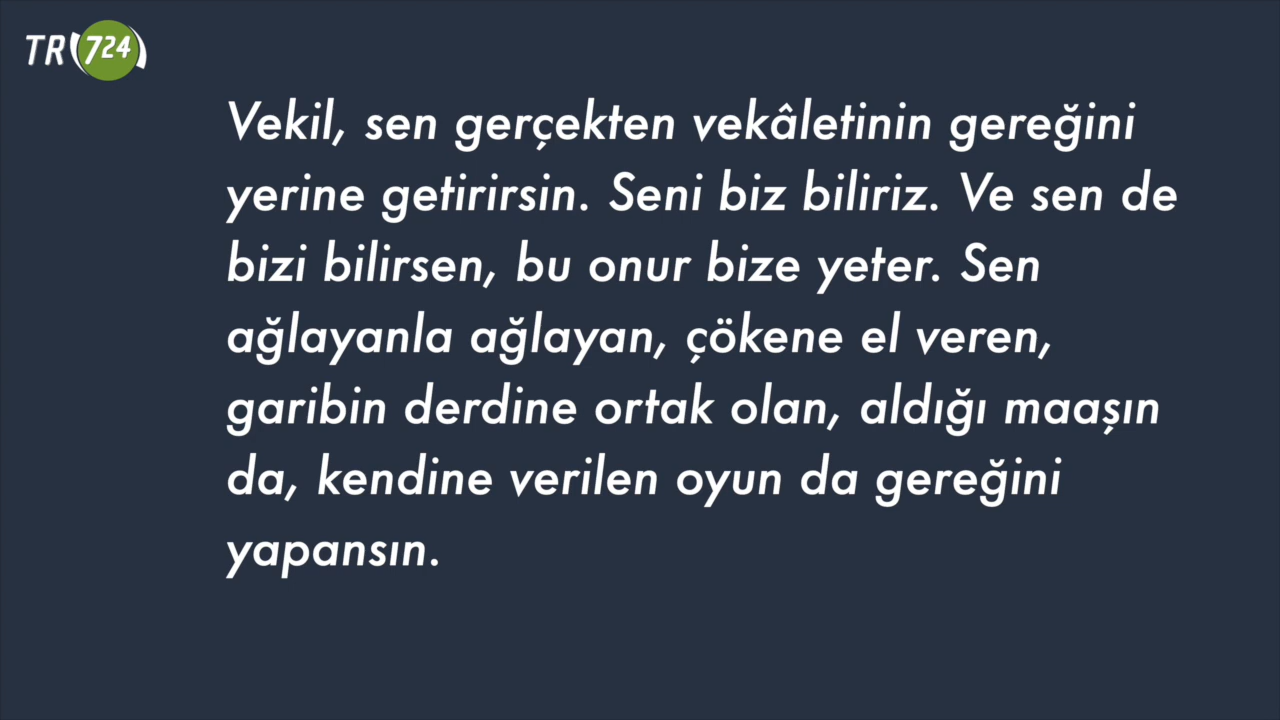 TR724
Vekil, sen gerçekten vekâletinin gereğini
yerine getirirsin. Seni biz biliriz. Ve sen de
bizi bilirsen, bu onur bize yeter. Sen
ağlayanla ağlayan, çökene el veren,
garibin derdine ortak olan, aldığı maaşın
da, kendine verilen oyun da gereğini
yapansın.